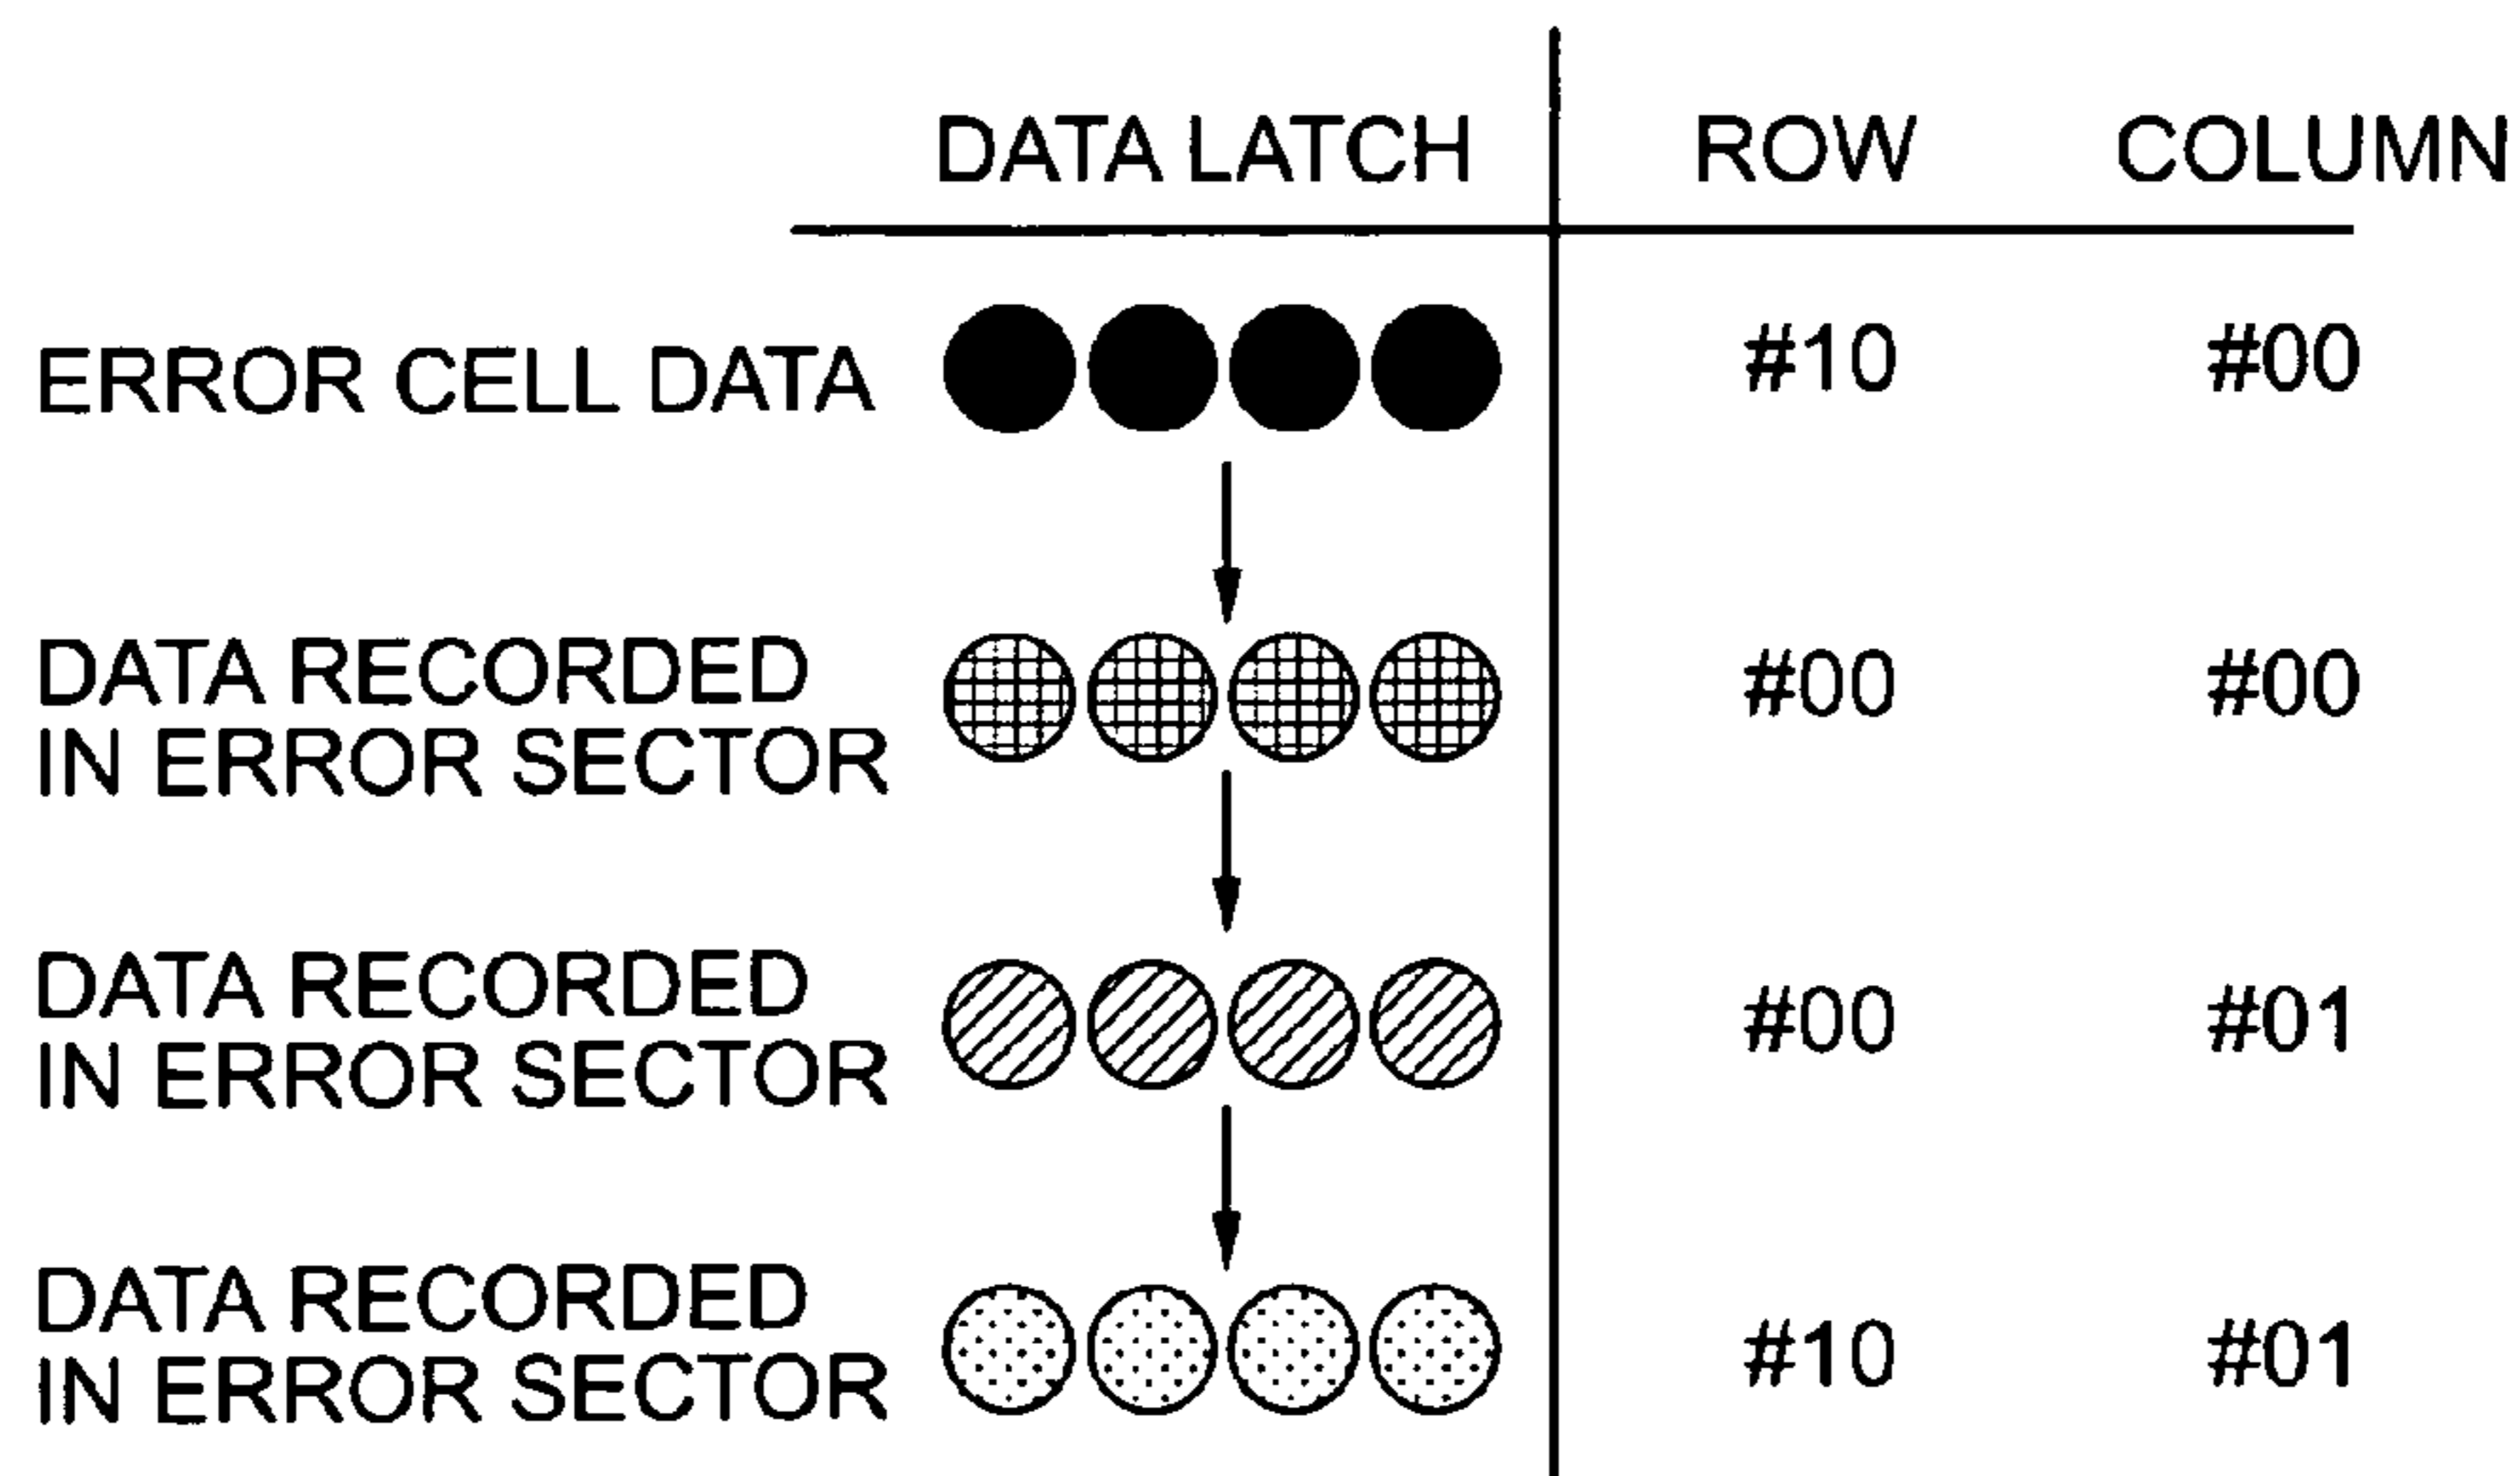 DATA LATCH ROW COLUMN
ERROR CELL DATA #10 #00
DATA RECORDED
IN ERROR SECTOR #00 #00
DATA RECORDED
IN ERROR SECTOR #00 #01
DATA RECORDED
IN ERROR SECTOR #10 #01